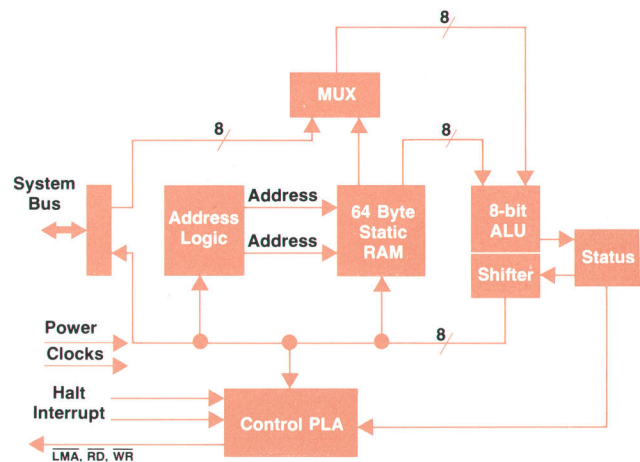 8
MUX
8
8
System
Bus
Address
Logic
Address
Address
64 Byte
Static
RAM
8-bit
ALU
Shifter
Status
Power
Clocks
8
Halt
Interrupt
Control PLA
LMA, RD, WR